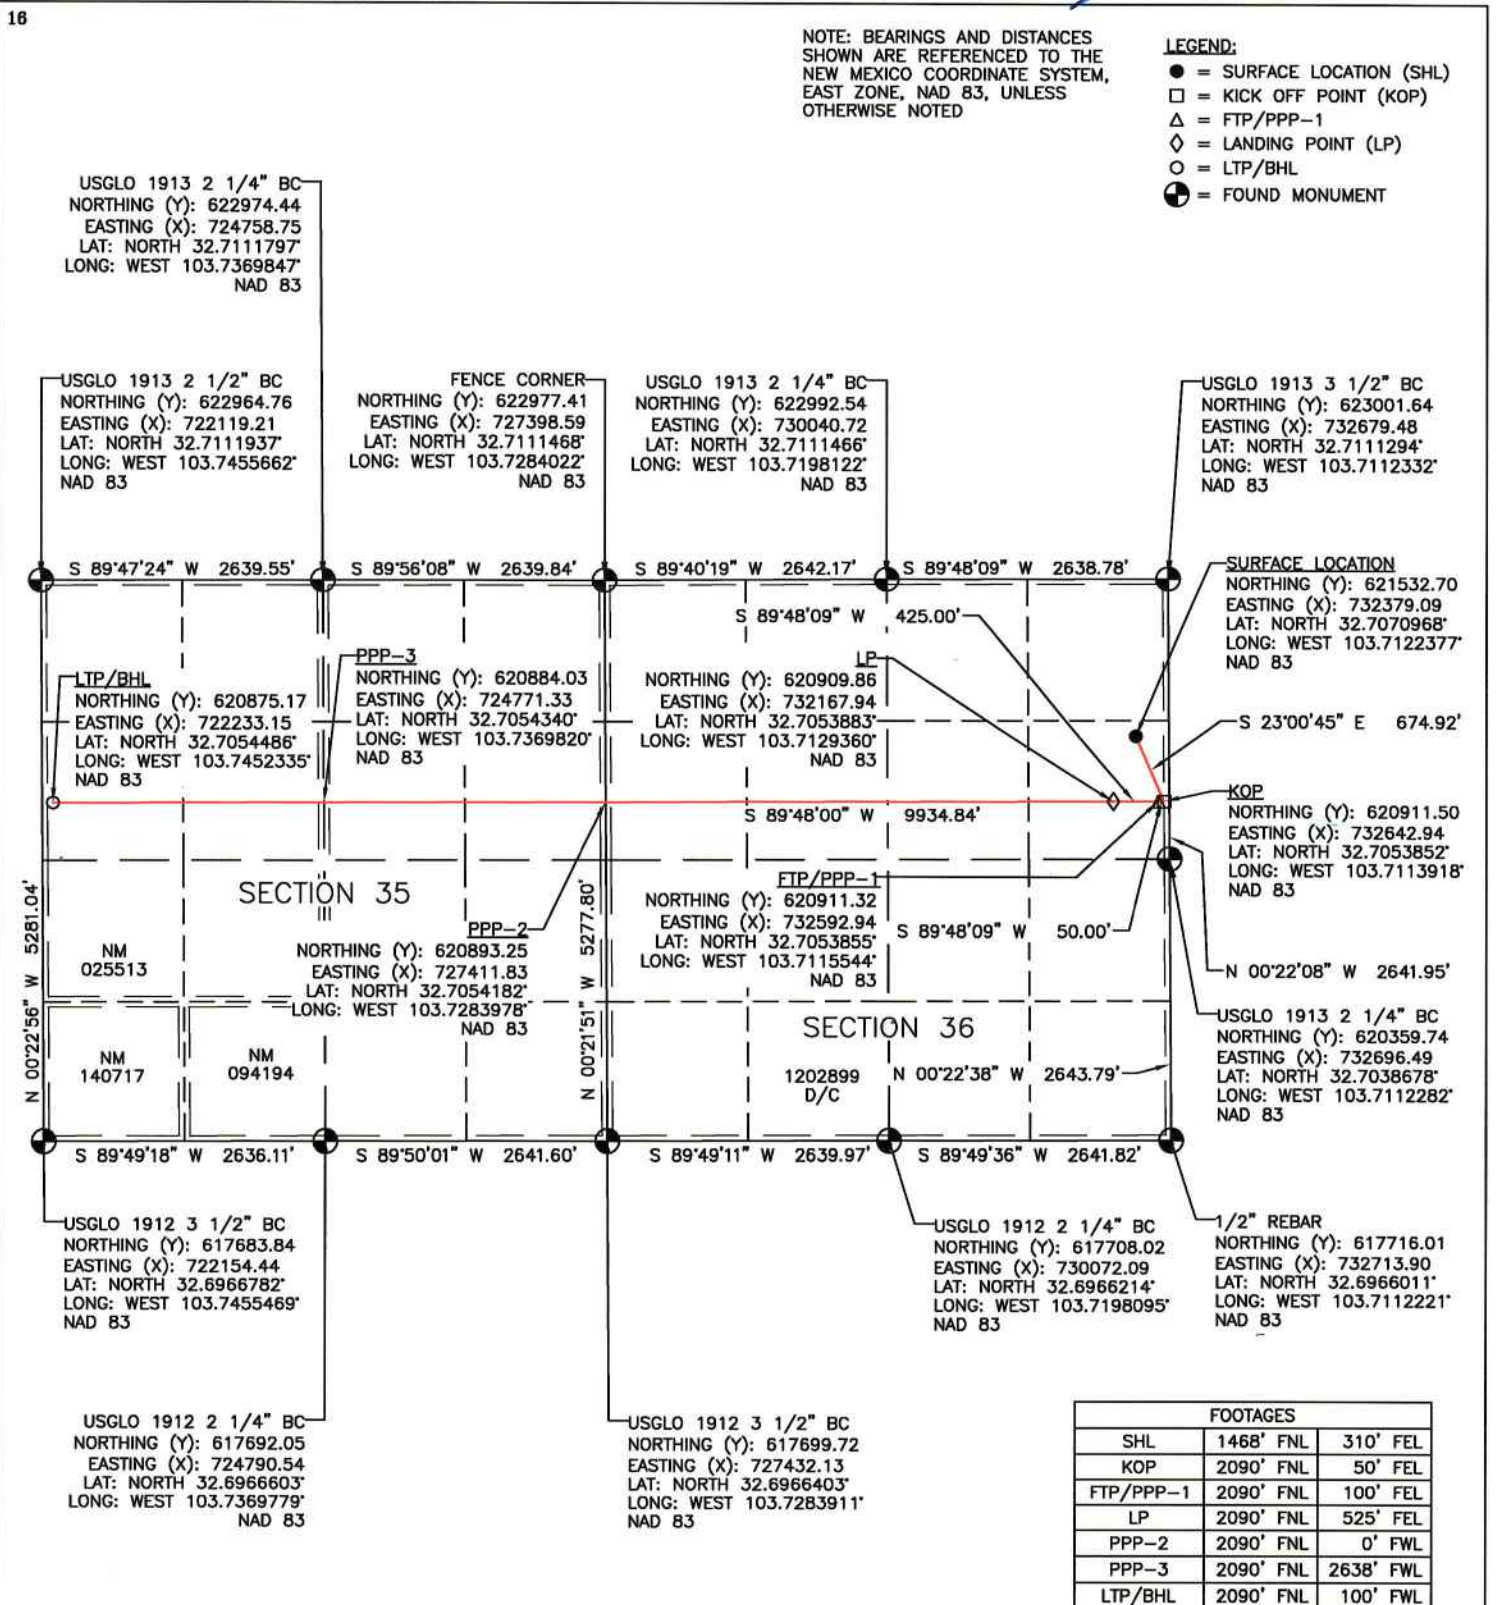 16
NOTE: BEARINGS AND DISTANCES
SHOWN ARE REFERENCED TO THE
NEW MEXICO COORDINATE SYSTEM,
EAST ZONE, NAD 83, UNLESS
OTHERWISE NOTED
LEGEND:
= SURFACE LOCATION (SHL)
= KICK OFF POINT (KOP)
= FTP/PPP-1
= LANDING POINT (LP)
= LTP/BHL
= FOUND MONUMENT
USGLO 1913 2 1/4" BC
NORTHING (Y): 622974.44
EASTING (X): 724758.75
LAT: NORTH 32.7111797°
LONG: WEST 103.7369847°
NAD 83
USGLO 1913 2 1/2" BC
NORTHING (Y): 622964.76
EASTING (X): 722119.21
LAT: NORTH 32.7111937°
LONG: WEST 103.7455662°
NAD 83
FENCE CORNER
NORTHING (Y): 622977.41
EASTING (X): 727398.59
LAT: NORTH 32.7111468°
LONG: WEST 103.7284022°
NAD 83
USGLO 1913 2 1/4" BC
NORTHING (Y): 622992.54
EASTING (X): 730040.72
LAT: NORTH 32.7111466°
LONG: WEST 103.7198122°
NAD 83
USGLO 1913 3 1/2" BC
NORTHING (Y): 623001.64
EASTING (X): 732679.48
LAT: NORTH 32.7111294°
LONG: WEST 103.7112332°
NAD 83
S 89°47'24" W 2639.55'
S 89°56'08" W 2639.84'
S 89°40'19" W 2642.17'
S 89°48'09" W 2638.78'
SURFACE LOCATION
NORTHING (Y): 621532.70
EASTING (X): 732379.09
LAT: NORTH 32.7070968°
LONG: WEST 103.7122377°
NAD 83
S 89°48'09" W 425.00'
LTP/BHL
NORTHING (Y): 620875.17
EASTING (X): 722233.15
LAT: NORTH 32.7054486°
LONG: WEST 103.7452335°
NAD 83
PPP-3
NORTHING (Y): 620884.03
EASTING (X): 724771.33
LAT: NORTH 32.7054340°
LONG: WEST 103.7369820°
NAD 83
LP
NORTHING (Y): 620909.86
EASTING (X): 732167.94
LAT: NORTH 32.7053883°
LONG: WEST 103.7129360°
NAD 83
S 23°00'45" E 674.92'
S 89°48'00" W 9934.84'
KOP
NORTHING (Y): 620911.50
EASTING (X): 732642.94
LAT: NORTH 32.7053852°
LONG: WEST 103.7113918°
NAD 83
SECTION 35
FTP/PPP-1
NORTHING (Y): 620911.32
EASTING (X): 732592.94
LAT: NORTH 32.7053855°
LONG: WEST 103.7115544°
NAD 83
S 89°48'09" W 50.00'
PPP-2
NORTHING (Y): 620893.25
EASTING (X): 727411.83
LAT: NORTH 32.7054182°
LONG: WEST 103.7283978°
NAD 83
N 00°22'56" W 5281.04'
N 00°21'51" W 5277.80'
NM
025513
N 00°22'08" W 2641.95'
USGLO 1913 2 1/4" BC
NORTHING (Y): 620359.74
EASTING (X): 732696.49
LAT: NORTH 32.7038678°
LONG: WEST 103.7112282°
NAD 83
SECTION 36
NM
140717
NM
094194
1202899
D/C
N 00°22'38" W 2643.79'
S 89°49'18" W 2636.11'
S 89°50'01" W 2641.60'
S 89°49'11" W 2639.97'
S 89°49'36" W 2641.82'
USGLO 1912 3 1/2" BC
NORTHING (Y): 617683.84
EASTING (X): 722154.44
LAT: NORTH 32.6966782°
LONG: WEST 103.7455469°
NAD 83
USGLO 1912 2 1/4" BC
NORTHING (Y): 617708.02
EASTING (X): 730072.09
LAT: NORTH 32.6966214°
LONG: WEST 103.7198095°
NAD 83
1/2" REBAR
NORTHING (Y): 617716.01
EASTING (X): 732713.90
LAT: NORTH 32.6966011°
LONG: WEST 103.7112221°
NAD 83
USGLO 1912 2 1/4" BC
NORTHING (Y): 617692.05
EASTING (X): 724790.54
LAT: NORTH 32.6966603°
LONG: WEST 103.7369779°
NAD 83
USGLO 1912 3 1/2" BC
NORTHING (Y): 617699.72
EASTING (X): 727432.13
LAT: NORTH 32.6966403°
LONG: WEST 103.7283911°
NAD 83
FOOTAGES
SHL 1468' FNL 310' FEL
KOP 2090' FNL 50' FEL
FTP/PPP-1 2090' FNL 100' FEL
LP 2090' FNL 525' FEL
PPP-2 2090' FNL 0' FWL
PPP-3 2090' FNL 2638' FWL
LTP/BHL 2090' FNL 100' FWL